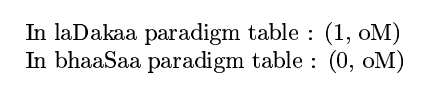 In laDakaa paradigm table : (1, oM)
In bhaaSaa paradigm table : (0, oM)